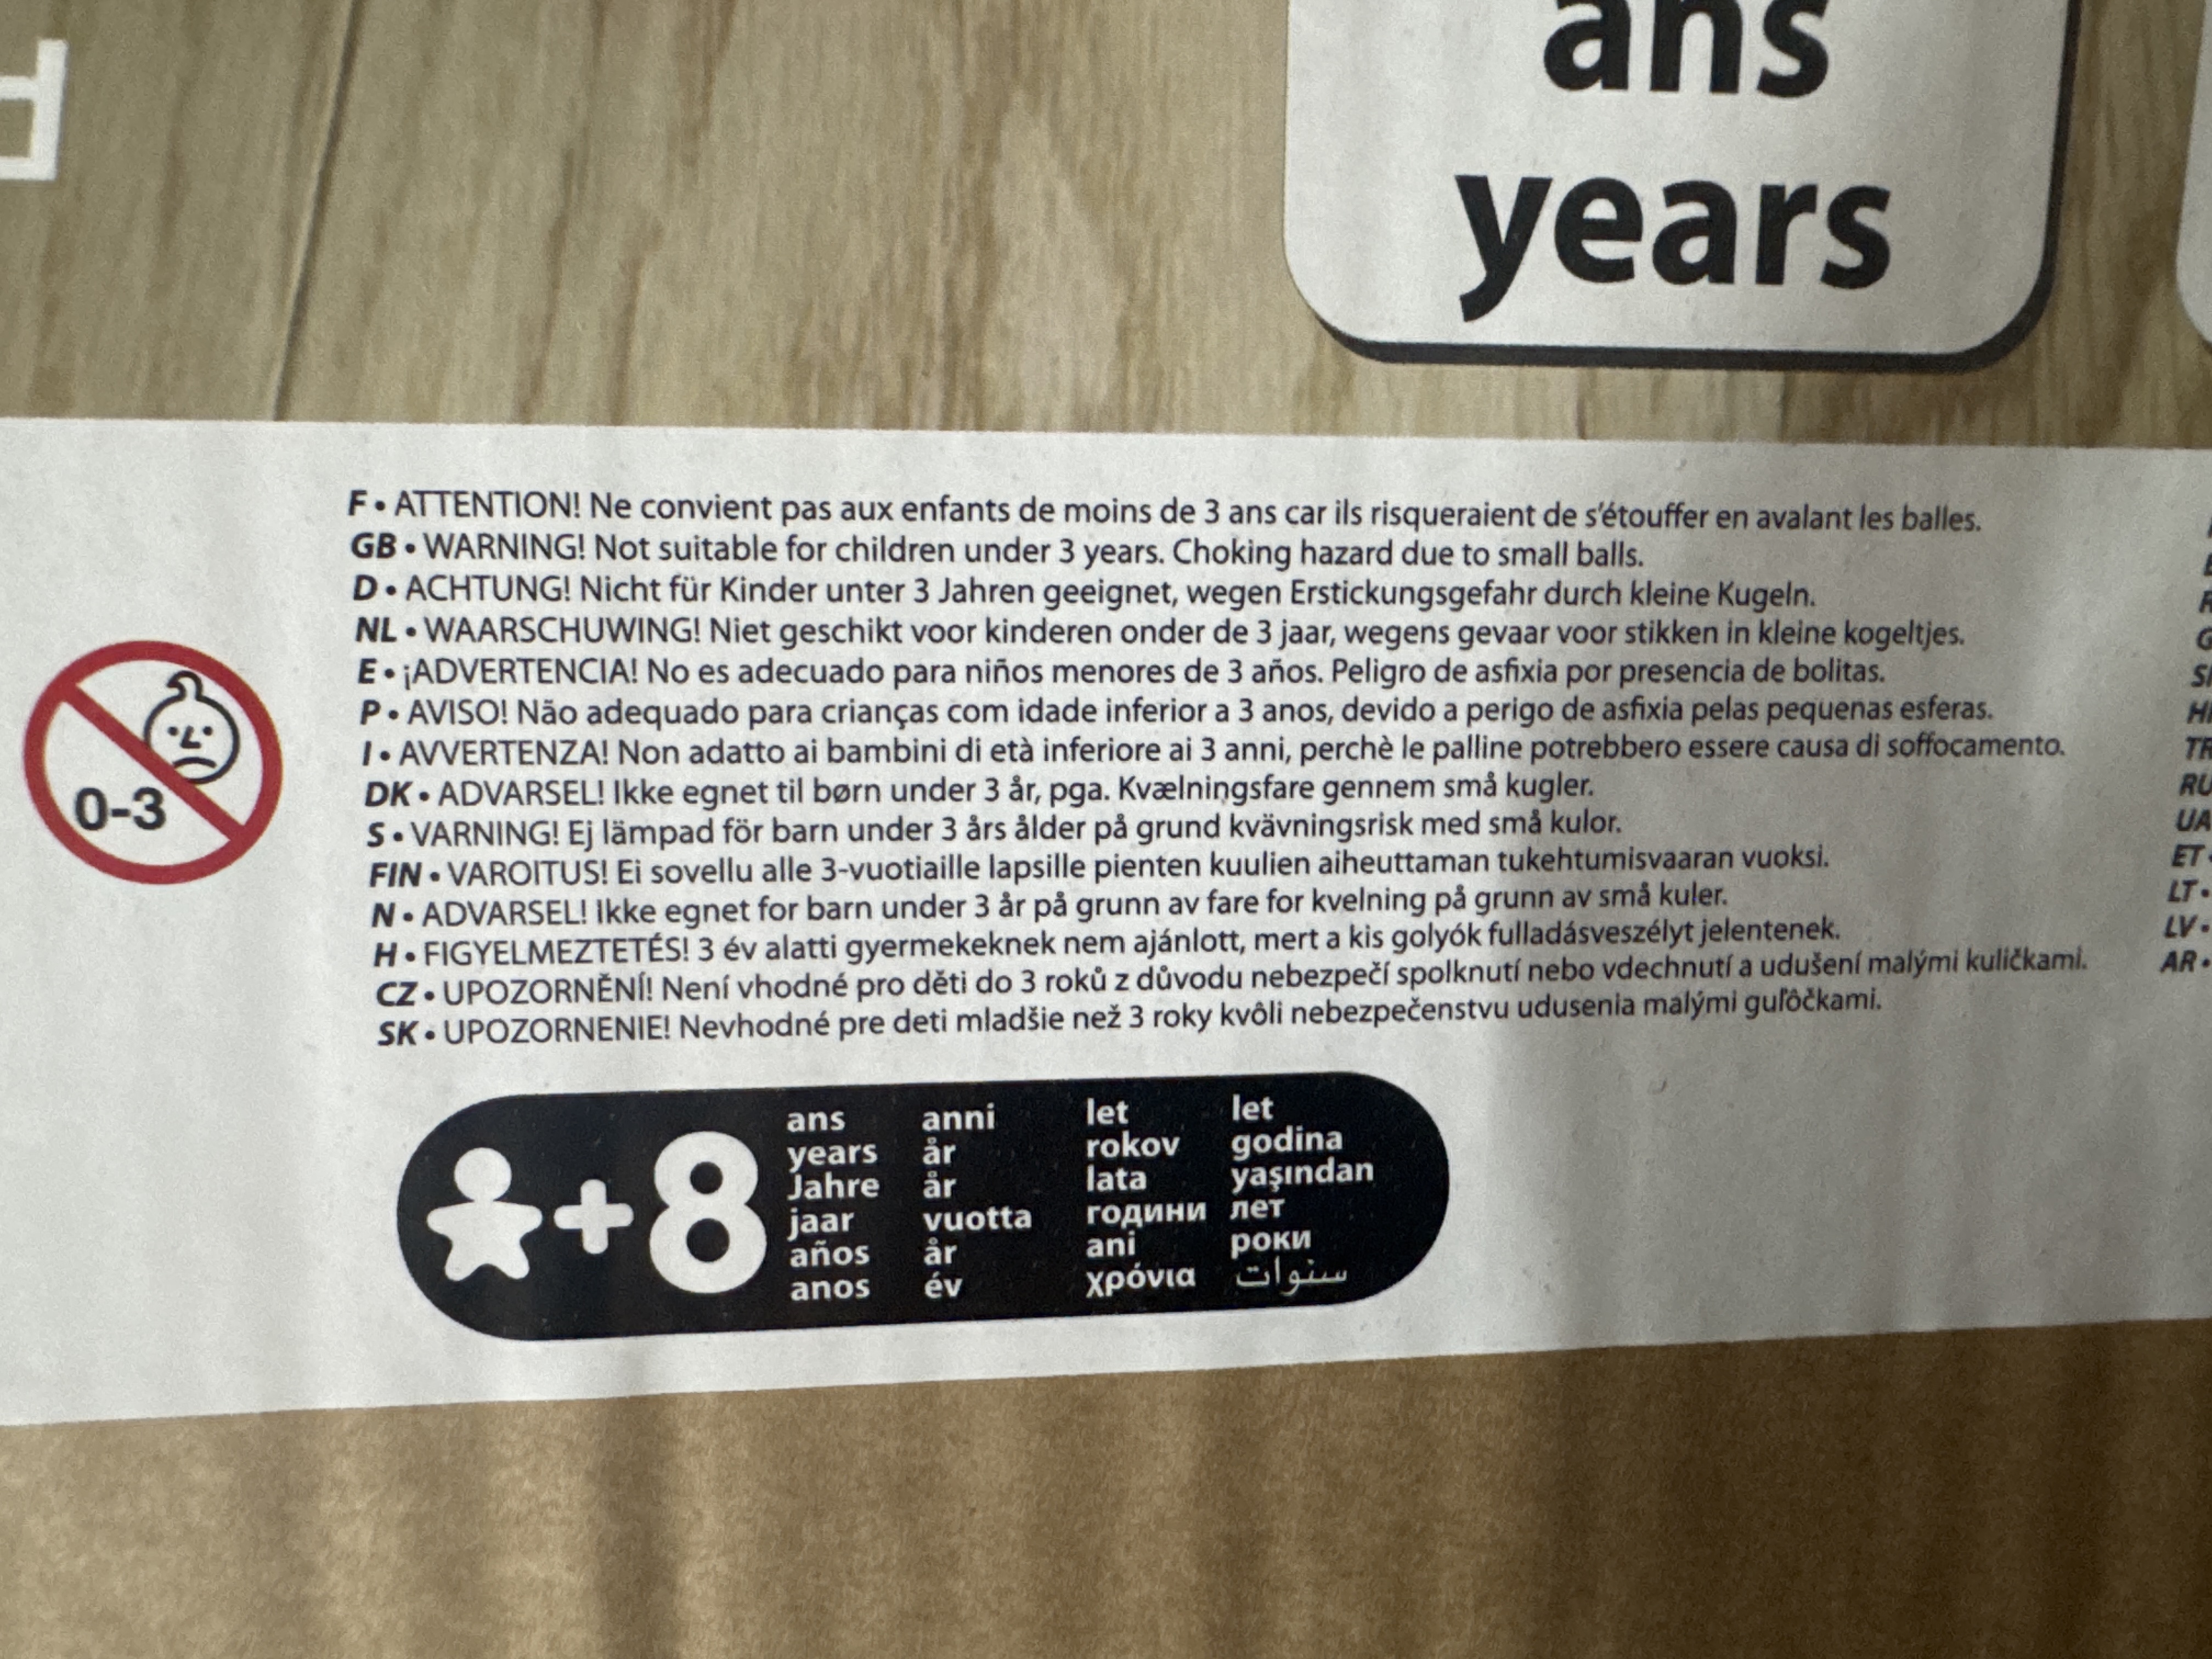 ans
years
F • ATTENTION! Ne convient pas aux enfants de moins de 3 ans car ils risqueraient de s'étouffer en avalant les balles.
GB • WARNING! Not suitable for children under 3 years. Choking hazard due to small balls.
D • ACHTUNG! Nicht für Kinder unter 3 Jahren geeignet, wegen Erstickungsgefahr durch kleine Kugeln.
NL • WAARSCHUWING! Niet geschikt voor kinderen onder de 3 jaar, wegens gevaar voor stikken in kleine kogeltjes.
E • ¡ADVERTENCIA! No es adecuado para niños menores de 3 años. Peligro de asfixia por presencia de bolitas.
P • AVISO! Não adequado para crianças com idade inferior a 3 anos, devido a perigo de asfixia pelas pequenas esferas.
I • AVVERTENZA! Non adatto ai bambini di età inferiore ai 3 anni, perchè le palline potrebbero essere causa di soffocamento.
DK • ADVARSEL! Ikke egnet til børn under 3 år, pga. Kvælningsfare gennem små kugler.
S • VARNING! Ej lämpad för barn under 3 års ålder på grund kvävningsrisk med små kulor.
FIN • VAROITUS! Ei sovellu alle 3-vuotiaille lapsille pienten kuulien aiheuttaman tukehtumisvaaran vuoksi.
N • ADVARSEL! Ikke egnet for barn under 3 år på grunn av fare for kvelning på grunn av små kuler.
H • FIGYELMEZTETÉS! 3 év alatti gyermekeknek nem ajánlott, mert a kis golyók fulladásveszélyt jelentenek.
CZ • UPOZORNĚNÍ! Není vhodné pro děti do 3 roků z důvodu nebezpečí spolknutí nebo vdechnutí a udušení malými kuličkami.
SK • UPOZORNENIE! Nevhodné pre deti mladšie než 3 roky kvôli nebezpečenstvu udusenia malými guľôčkami.
0-3
TR
RU
UA
ET •
LT •
LV •
AR •
+8
ans anni let let
years år rokov godina
Jahre år lata yaşından
jaar vuotta години лет
años år ani роки
anos év χρόνια سنوات